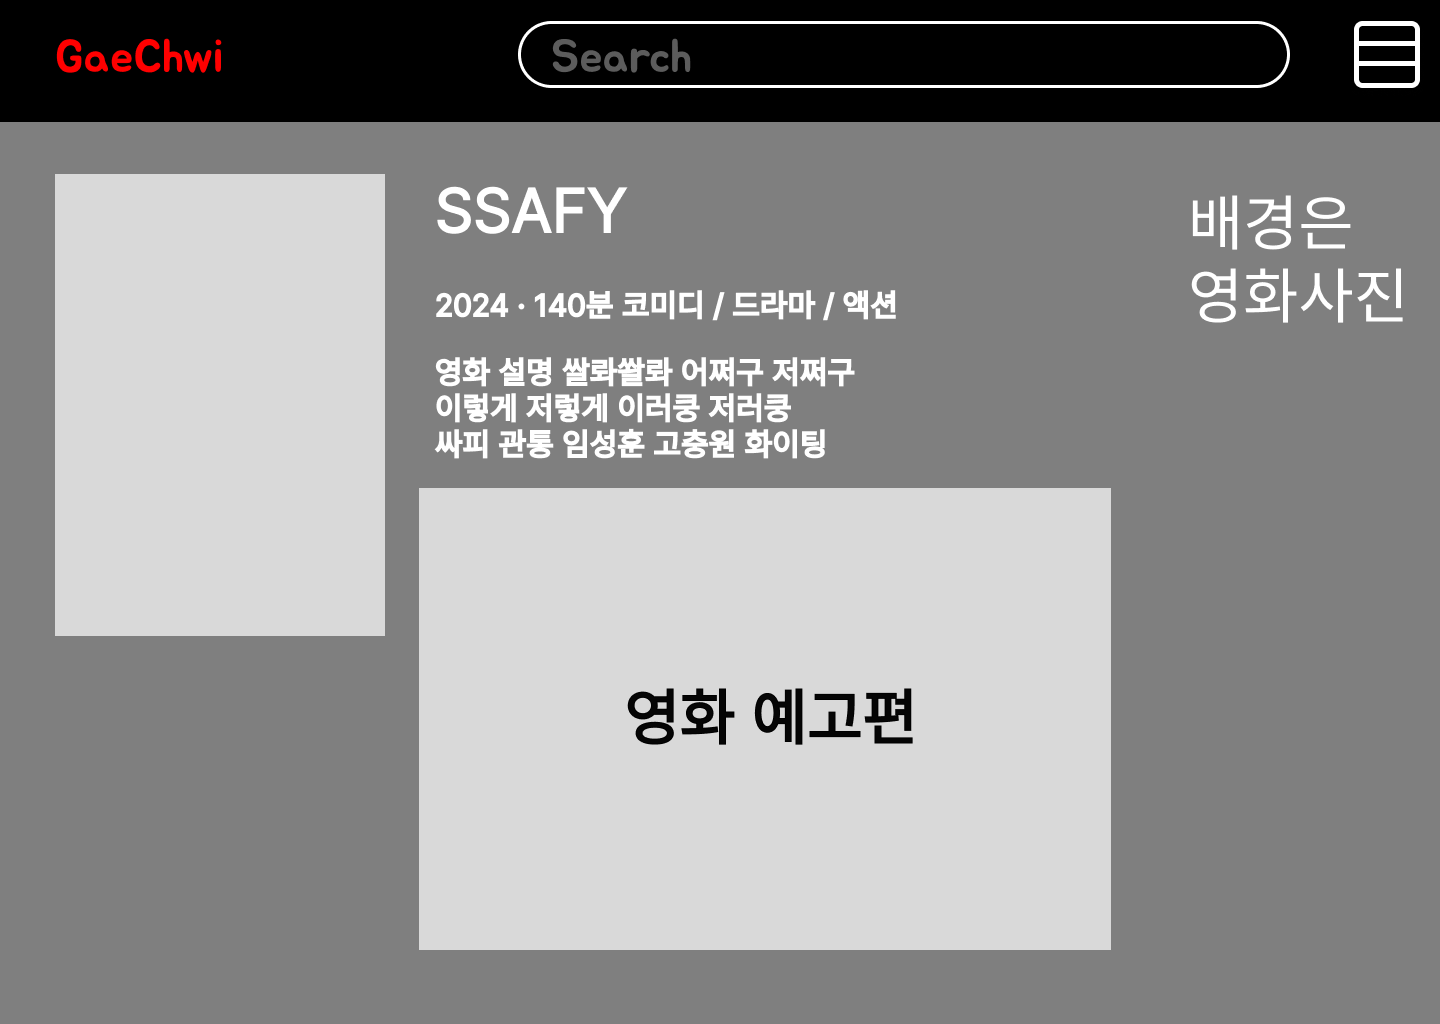 GaeChwi
Search
SSAFY
2024 · 140분 코미디 / 드라마 / 액션
영화 설명 쌀롸쌀롸 어쩌구 저쩌구
이렇게 저렇게 이러쿵 저러쿵
싸피 관통 임성훈 고충원 화이팅
배경은
영화사진
영화 예고편